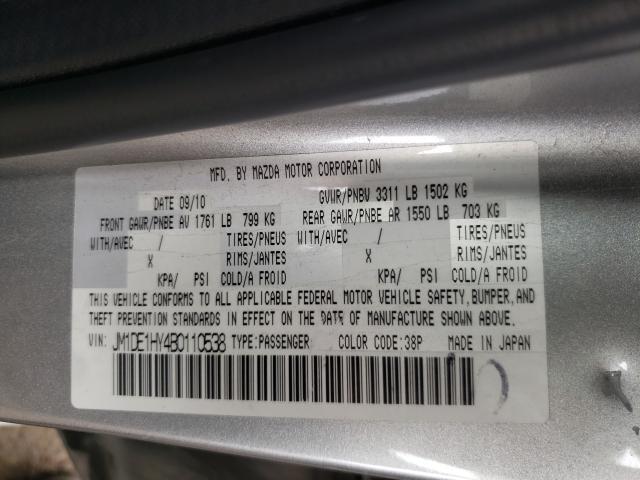 MFD. BY MAZDA MOTOR CORPORATION
DATE 09/10 GVWR/PNBV 3311 LB 1502 KG
FRONT GAWR/PNBE AV 1761 LB 799 KG REAR GAWR/PNBE AR 1550 LB 703 KG
WITH/AVEC / TIRES/PNEUS WITH/AVEC / TIRES/PNEUS
X RIMS/JANTES X RIMS/JANTES
KPA/ PSI COLD/A FROID KPA/ PSI COLD/A FROID
THIS VEHICLE CONFORMS TO ALL APPLICABLE FEDERAL MOTOR VEHICLE SAFETY, BUMPER, AND
THEFT PREVENTION STANDARDS IN EFFECT ON THE DATE OF MANUFACTURE SHOWN ABOVE.
VIN: JM1DE1HY4B0110538 TYPE:PASSENGER COLOR CODE:38P MADE IN JAPAN